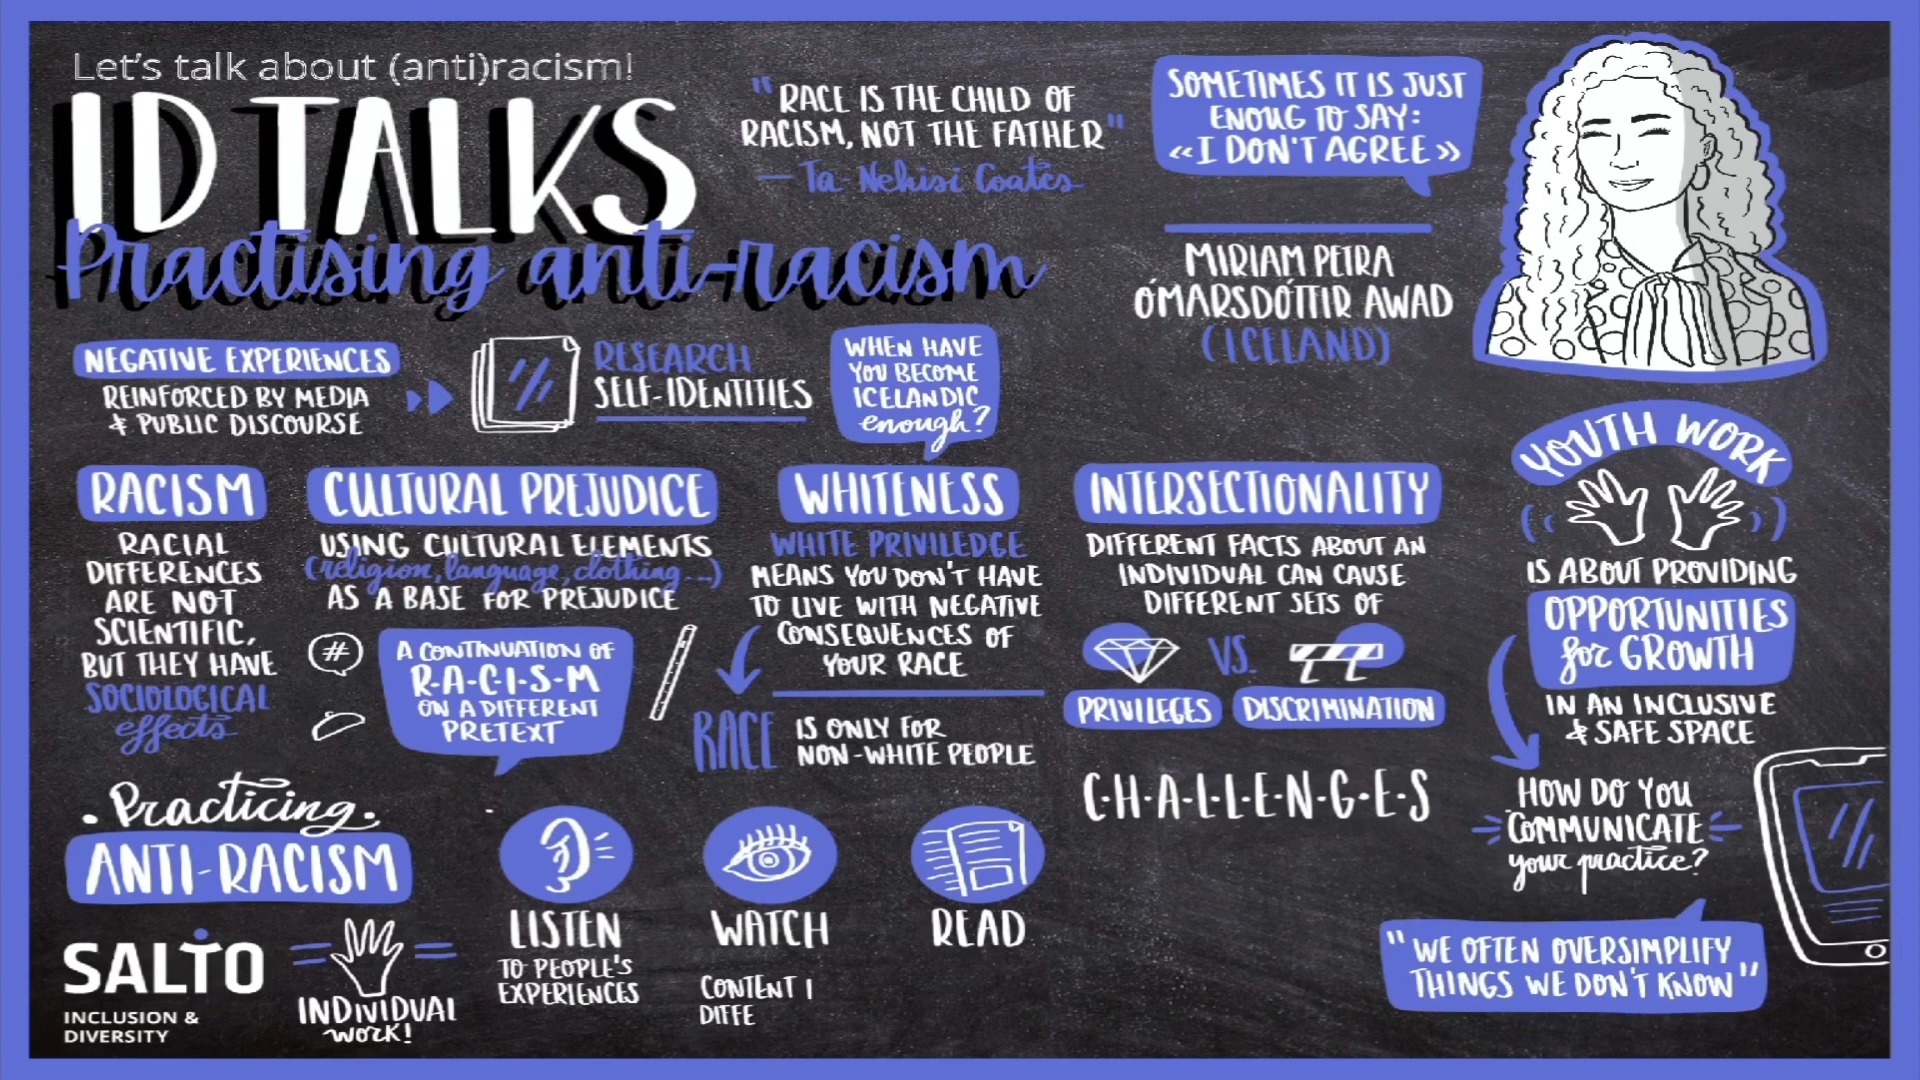 Let's talk about (anti)racism!
ID TALKS
Practising anti-racism
"RACE IS THE CHILD OF
RACISM, NOT THE FATHER"
— Ta-Nehisi Coates
SOMETIMES IT IS JUST
ENOUG TO SAY:
«I DON'T AGREE»
MIRIAM PETRA
ÓMARSDÓTTIR AWAD
(ICELAND)
NEGATIVE EXPERIENCES
REINFORCED BY MEDIA
& PUBLIC DISCOURSE
RESEARCH
SELF-IDENTITIES
WHEN HAVE
YOU BECOME
ICELANDIC
enough?
RACISM
RACIAL
DIFFERENCES
ARE NOT
SCIENTIFIC,
BUT THEY HAVE
SOCIOLOGICAL
effects
CULTURAL PREJUDICE
USING CULTURAL ELEMENTS
(religion, language, clothing...)
AS A BASE FOR PREJUDICE
#
A CONTINUATION OF
R-A-C-I-S-M
ON A DIFFERENT
PRETEXT
WHITENESS
WHITE PRIVILEDGE
MEANS YOU DON'T HAVE
TO LIVE WITH NEGATIVE
CONSEQUENCES OF
YOUR RACE
RACE IS ONLY FOR
NON-WHITE PEOPLE
INTERSECTIONALITY
DIFFERENT FACTS ABOUT AN
INDIVIDUAL CAN CAUSE
DIFFERENT SETS OF
VS.
PRIVILEGES DISCRIMINATION
C·H·A·L·L·E·N·G·E·S
YOUTH WORK
IS ABOUT PROVIDING
OPPORTUNITIES
for GROWTH
IN AN INCLUSIVE
& SAFE SPACE
HOW DO YOU
COMMUNICATE
your practice?
"WE OFTEN OVERSIMPLIFY
THINGS WE DON'T KNOW"
·Practicing·
ANTI-RACISM
SALTO
INCLUSION &
DIVERSITY
INDIVIDUAL
work!
LISTEN
TO PEOPLE'S
EXPERIENCES
WATCH
CONTENT I
DIFFE
READ